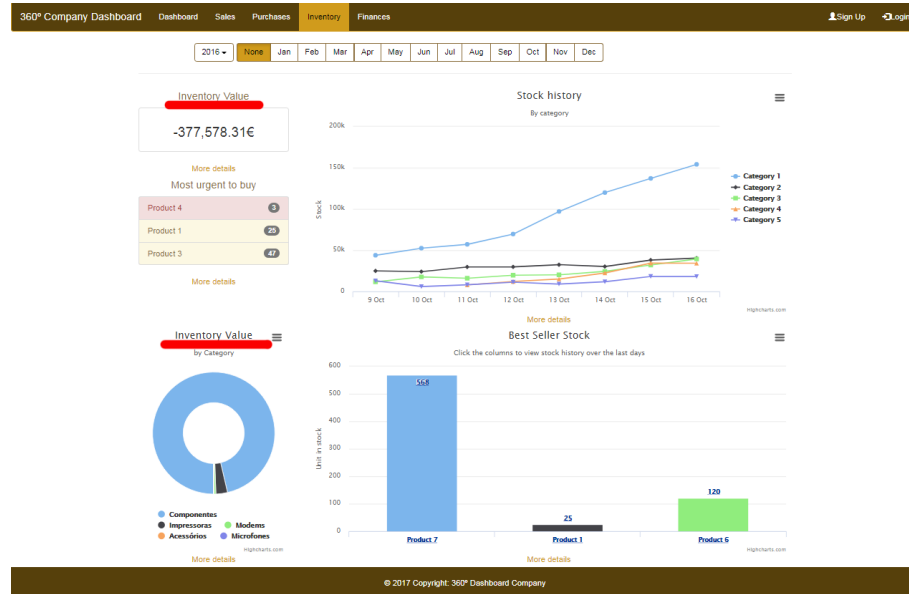 360º Company Dashboard Dashboard Sales Purchases Inventory Finances Sign Up Login
2016 None Jan Feb Mar Apr May Jun Jul Aug Sep Oct Nov Dec
Inventory Value
-377,578.31€
More details
Most urgent to buy
Product 4 3
Product 1 25
Product 3 47
More details
Stock history
By category
200k
150k
100k
50k
0
Stock
9 Oct 10 Oct 11 Oct 12 Oct 13 Oct 14 Oct 15 Oct 16 Oct
Category 1
Category 2
Category 3
Category 4
Category 5
Highcharts.com
More details
Inventory Value
by Category
Componentes
Impressoras Modems
Acessórios Microfones
Highcharts.com
More details
Best Seller Stock
Click the columns to view stock history over the last days
600
500
400
300
200
100
0
Unit in stock
568
25
120
Product 7 Product 1 Product 6
Highcharts.com
More details
© 2017 Copyright: 360º Dashboard Company